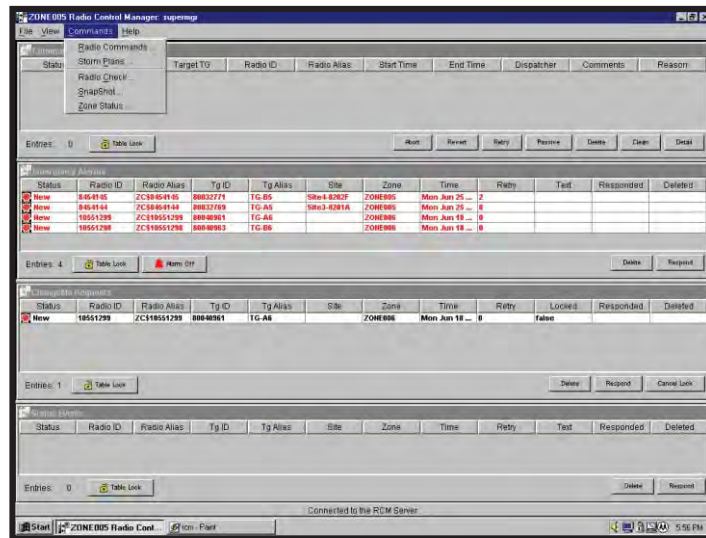 ZONE005 Radio Control Manager supermgr
File View Commands Help
Radio Commands ...
Storm Plans ...
Radio Check ...
SnapShot ...
Zone Status ...
Target TG Radio ID Radio Alias Start Time End Time Dispatcher Comments Reason
Entries: 0 Table Lock Abort Revert Retry Passive Delete Clean Detail
Emergency Alarms
Status Radio ID Radio Alias Tg ID Tg Alias Site Zone Time Retry Text Responded Deleted
New 8454145 ZC$8454145 80032771 TG-B5 Site4-8202F ZONE005 Mon Jun 25 ... 2
New 8454144 ZC$8454144 80032769 TG-A5 Site3-8201A ZONE005 Mon Jun 25 ... 0
New 10551299 ZC$10551299 80040961 TG-A6 ZONE006 Mon Jun 18 ... 0
New 10551298 ZC$10551298 80040963 TG-B6 ZONE006 Mon Jun 18 ... 0
Entries: 4 Table Lock Alarm Off Delete Respond
ChangeMe Requests
Status Radio ID Radio Alias Tg ID Tg Alias Site Zone Time Retry Locked Responded Deleted
New 10551299 ZC$10551299 80040961 TG-A6 ZONE006 Mon Jun 18 ... 0 false
Entries: 1 Table Lock Delete Respond Cancel Lock
Status Events
Status Radio ID Radio Alias Tg ID Tg Alias Site Zone Time Retry Text Responded Deleted
Entries: 0 Table Lock Delete Respond
Connected to the RCM Server
Start ZONE005 Radio Cont... rcm - Paint 5:56 PM